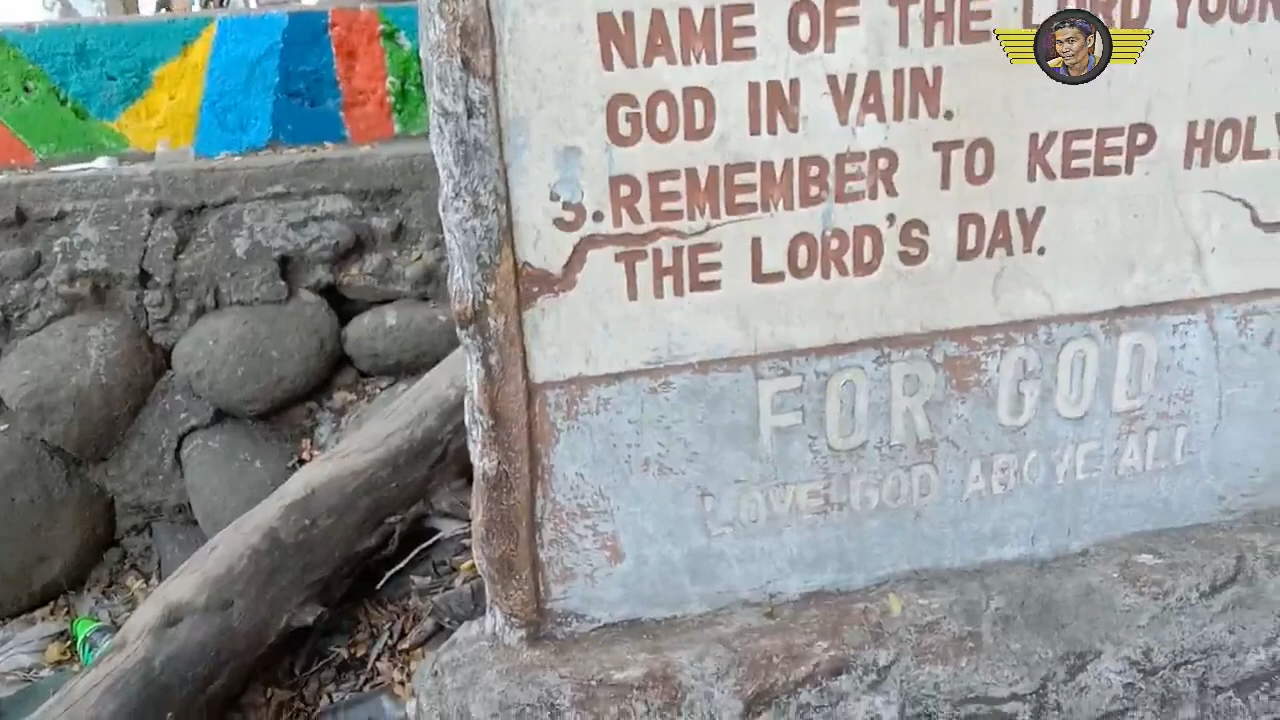 NAME OF THE LORD YOUR
GOD IN VAIN.
3. REMEMBER TO KEEP HOLY
THE LORD'S DAY.
FOR GOD
LOVE GOD ABOVE ALL